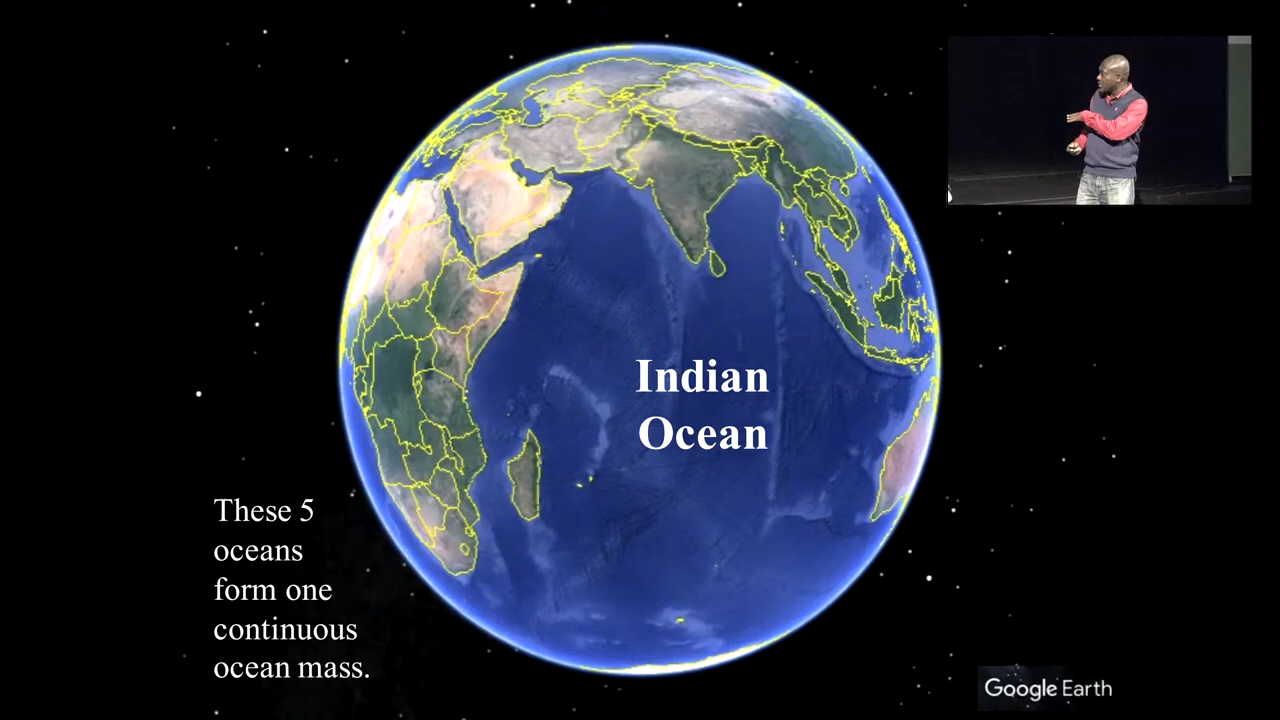 Indian
Ocean
These 5
oceans
form one
continuous
ocean mass.
Google Earth